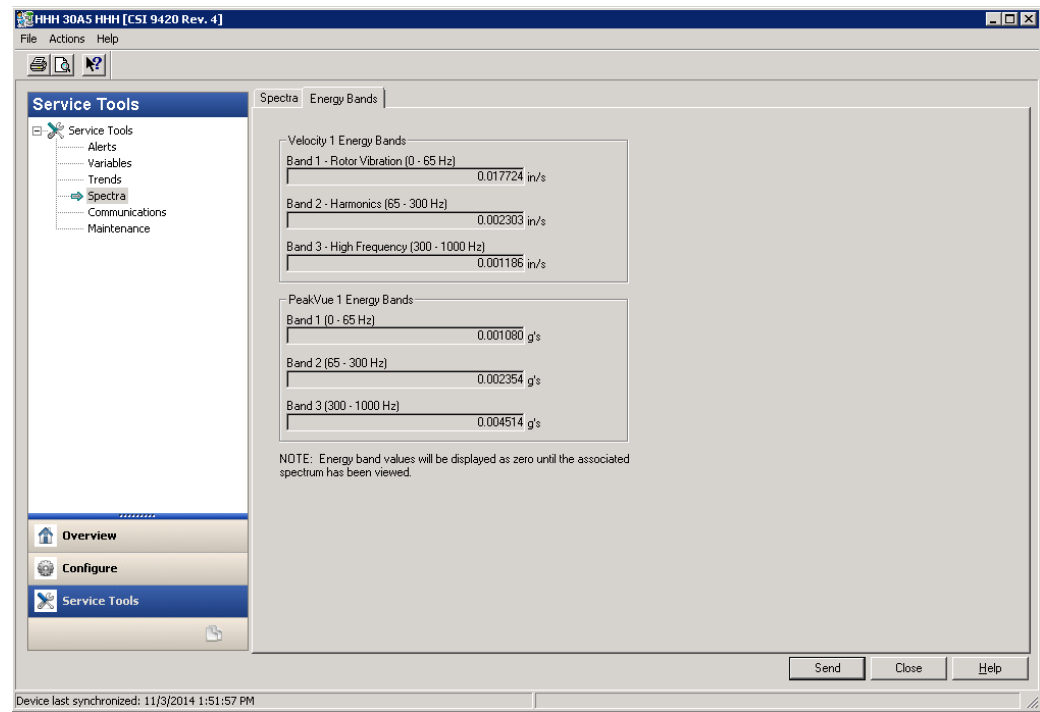 HHH 30A5 HHH [CSI 9420 Rev. 4]
File Actions Help
Service Tools
Service Tools
Alerts
Variables
Trends
Spectra
Communications
Maintenance
Overview
Configure
Service Tools
Spectra Energy Bands
Velocity 1 Energy Bands
Band 1 - Rotor Vibration (0 - 65 Hz)
0.017724 in/s
Band 2 - Harmonics (65 - 300 Hz)
0.002303 in/s
Band 3 - High Frequency (300 - 1000 Hz)
0.001186 in/s
PeakVue 1 Energy Bands
Band 1 (0 - 65 Hz)
0.001080 g's
Band 2 (65 - 300 Hz)
0.002354 g's
Band 3 (300 - 1000 Hz)
0.004514 g's
NOTE: Energy band values will be displayed as zero until the associated
spectrum has been viewed.
Send Close Help
Device last synchronized: 11/3/2014 1:51:57 PM